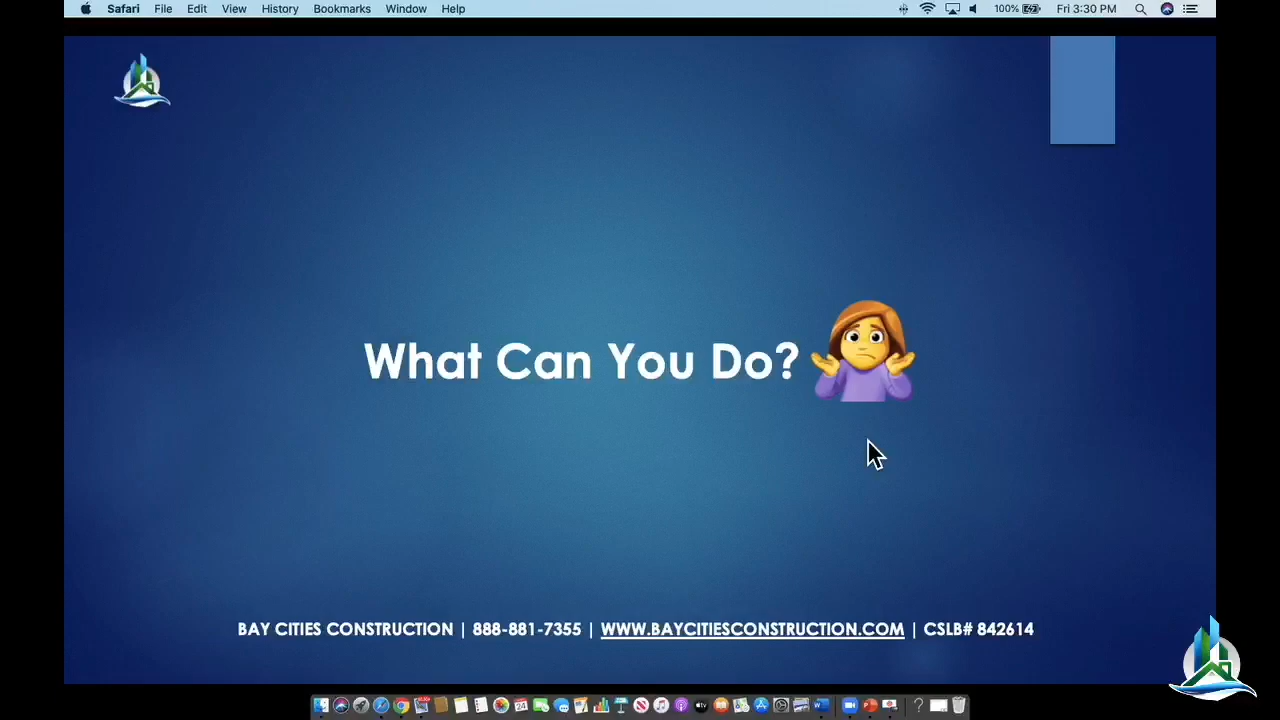 Safari File Edit View History Bookmarks Window Help 100% Fri 3:30 PM
What Can You Do?
BAY CITIES CONSTRUCTION | 888-881-7355 | WWW.BAYCITIESCONSTRUCTION.COM | CSLB# 842614